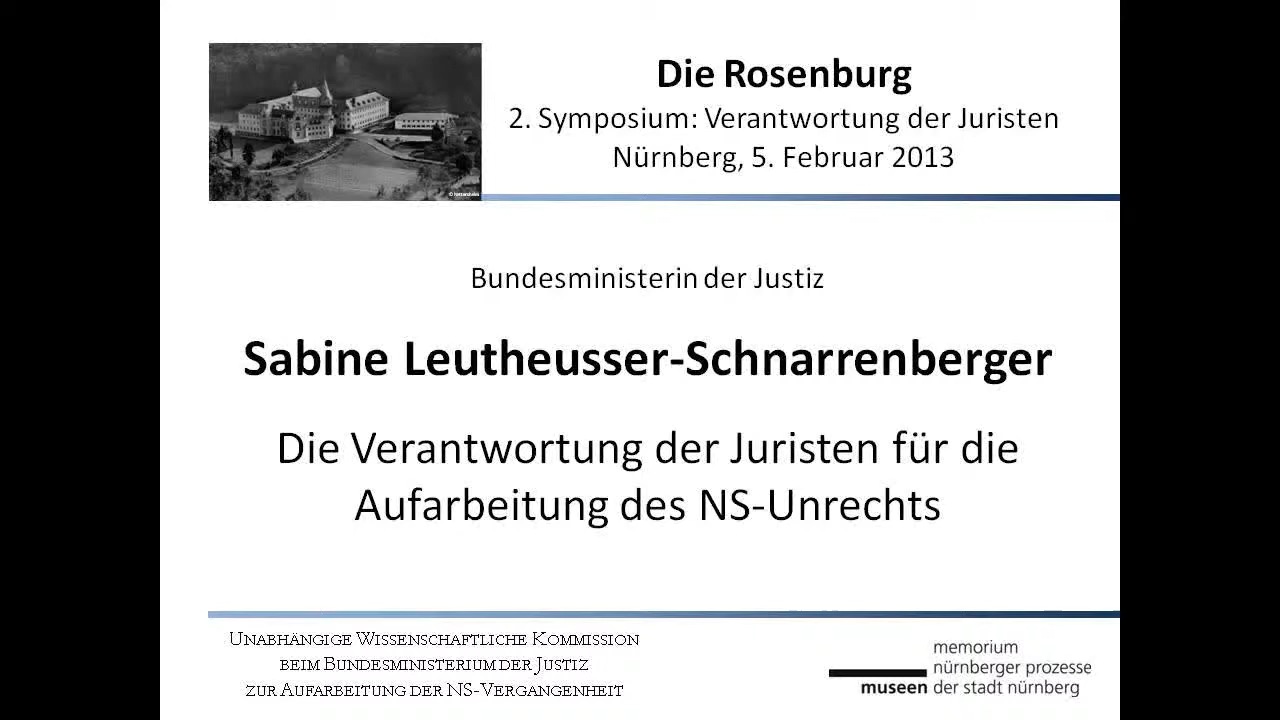 Die Rosenburg
2. Symposium: Verantwortung der Juristen
Nürnberg, 5. Februar 2013
Bundesministerin der Justiz
Sabine Leutheusser-Schnarrenberger
Die Verantwortung der Juristen für die
Aufarbeitung des NS-Unrechts
Unabhängige Wissenschaftliche Kommission
beim Bundesministerium der Justiz
zur Aufarbeitung der NS-Vergangenheit
memorium
nürnberger prozesse
museen der stadt nürnberg